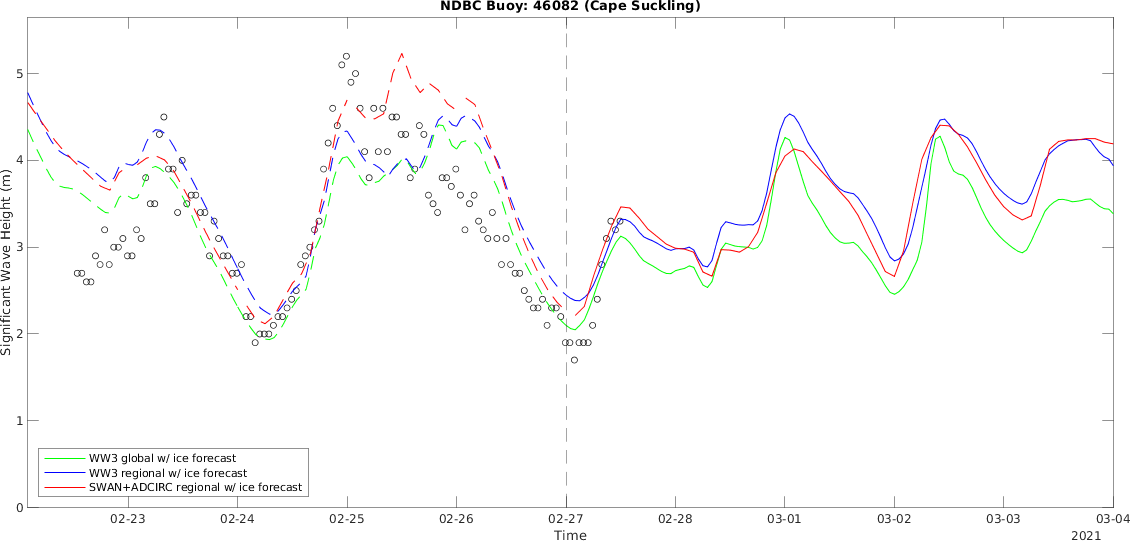 NDBC Buoy: 46082 (Cape Suckling)
Significant Wave Height (m)
5
4
3
2
1
0
WW3 global w/ ice forecast
WW3 regional w/ ice forecast
SWAN+ADCIRC regional w/ ice forecast
02-23 02-24 02-25 02-26 02-27 02-28 03-01 03-02 03-03 03-04
Time
2021